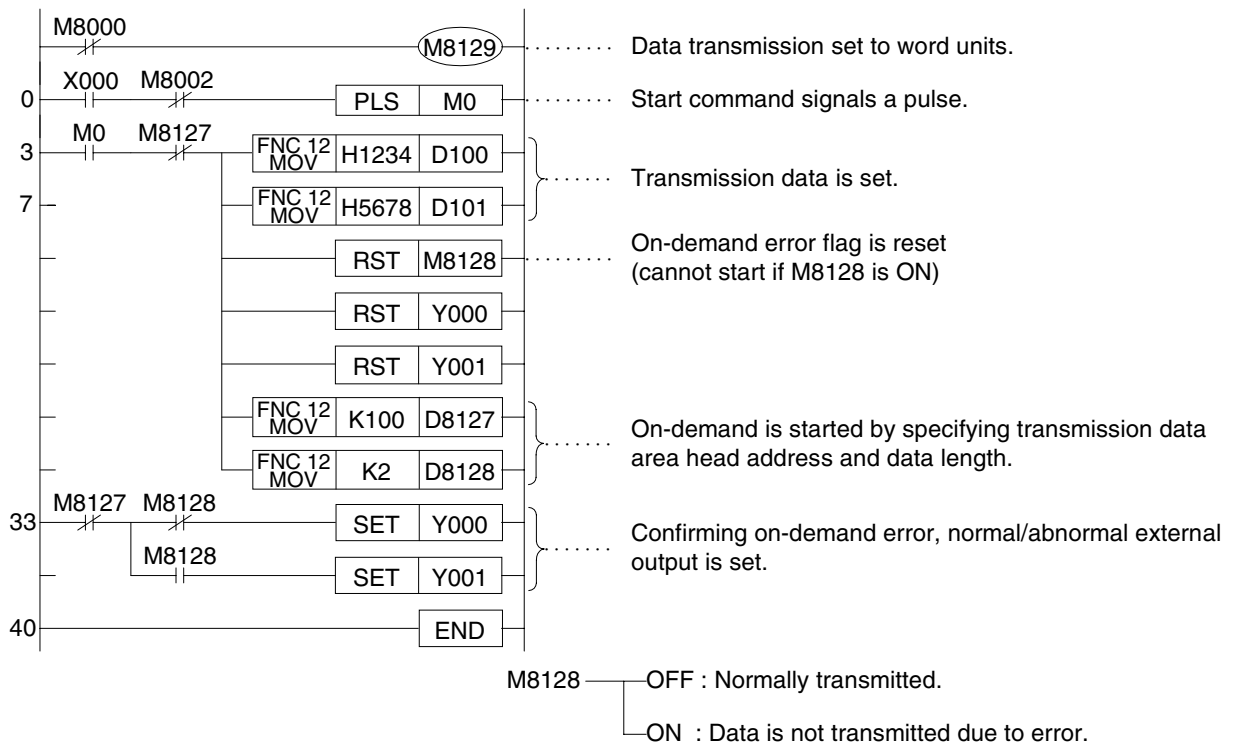 M8000
M8129 Data transmission set to word units.
X000 M8002
0 PLS M0 Start command signals a pulse.
M0 M8127
3 FNC 12 MOV H1234 D100
Transmission data is set.
7 FNC 12 MOV H5678 D101
On-demand error flag is reset
RST M8128
(cannot start if M8128 is ON)
RST Y000
RST Y001
FNC 12 MOV K100 D8127
On-demand is started by specifying transmission data
area head address and data length.
FNC 12 MOV K2 D8128
M8127 M8128
33 SET Y000
Confirming on-demand error, normal/abnormal external
output is set.
M8128
SET Y001
40 END
M8128 OFF : Normally transmitted.
ON : Data is not transmitted due to error.